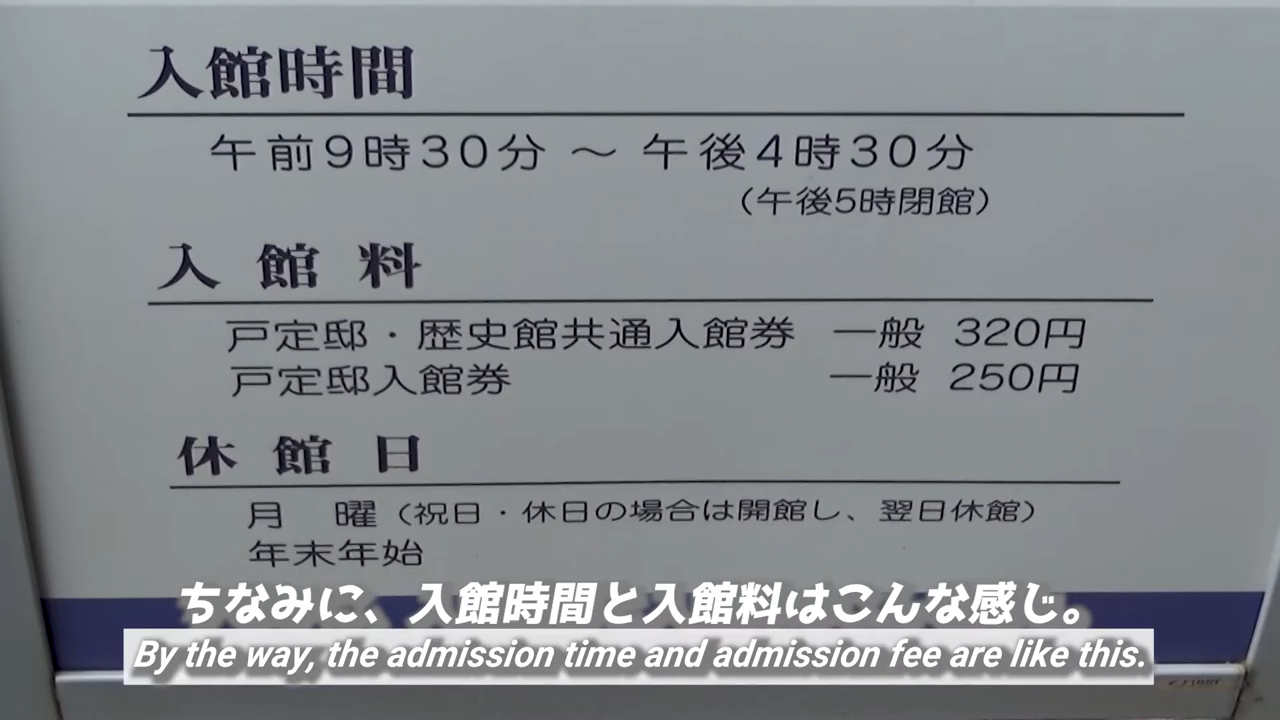 入館時間
午前9時30分 ～ 午後4時30分
（午後5時閉館）
入館料
戸定邸・歴史館共通入館券 一般 320円
戸定邸入館券 一般 250円
休館日
月 曜（祝日・休日の場合は開館し、翌日休館）
年末年始
ちなみに、入館時間と入館料はこんな感じ。
By the way, the admission time and admission fee are like this.